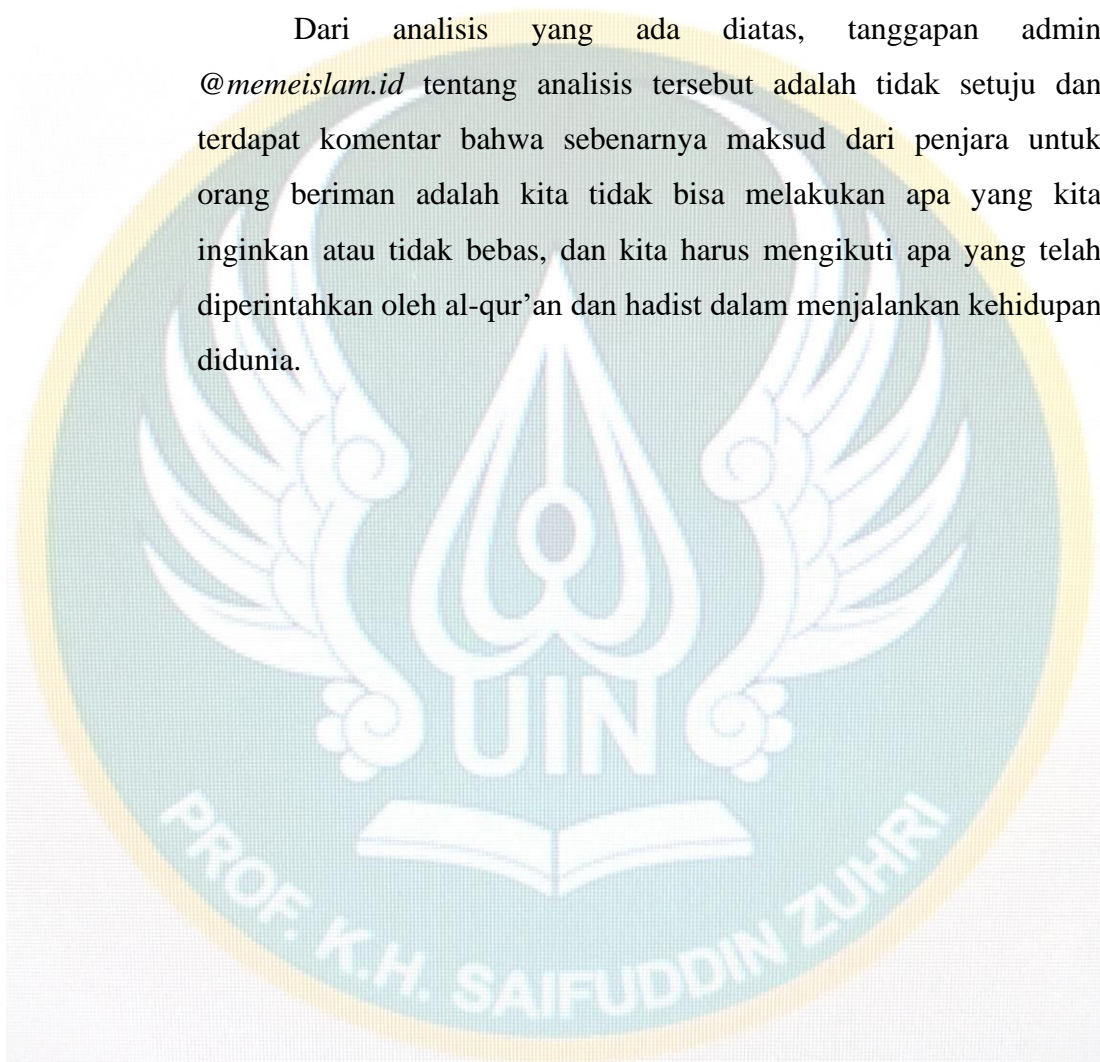 Dari analisis yang ada diatas, tanggapan admin
@memeislam.id tentang analisis tersebut adalah tidak setuju dan
terdapat komentar bahwa sebenarnya maksud dari penjara untuk
orang beriman adalah kita tidak bisa melakukan apa yang kita
inginkan atau tidak bebas, dan kita harus mengikuti apa yang telah
diperintahkan oleh al-qur’an dan hadist dalam menjalankan kehidupan
didunia.
UIN
PROF. K.H. SAIFUDDIN ZUHRI